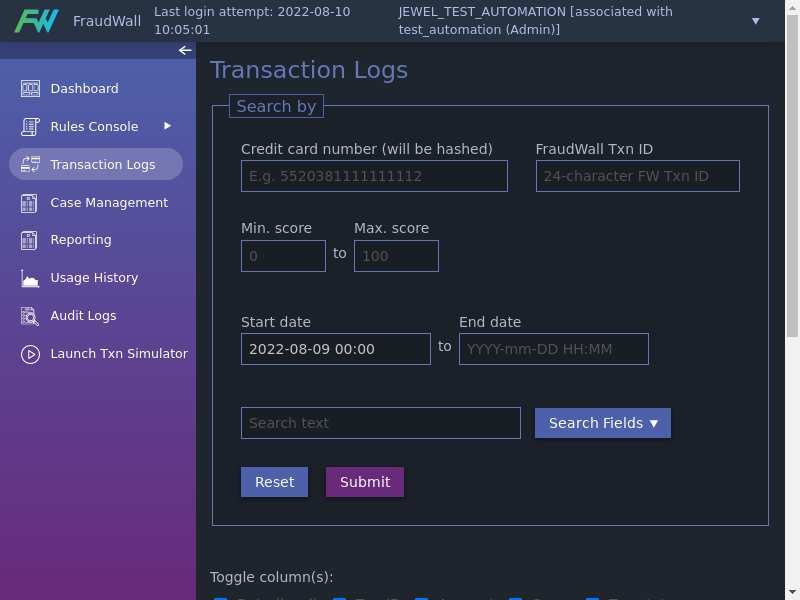 FW FraudWall
Last login attempt: 2022-08-10
10:05:01
JEWEL_TEST_AUTOMATION [associated with
test_automation (Admin)]
Dashboard
Rules Console
Transaction Logs
Case Management
Reporting
Usage History
Audit Logs
Launch Txn Simulator
Transaction Logs
Search by
Credit card number (will be hashed)
FraudWall Txn ID
E.g. 5520381111111112
24-character FW Txn ID
Min. score
Max. score
0
to
100
Start date
End date
2022-08-09 00:00
to
YYYY-mm-DD HH:MM
Search text
Search Fields ▼
Reset
Submit
Toggle column(s):